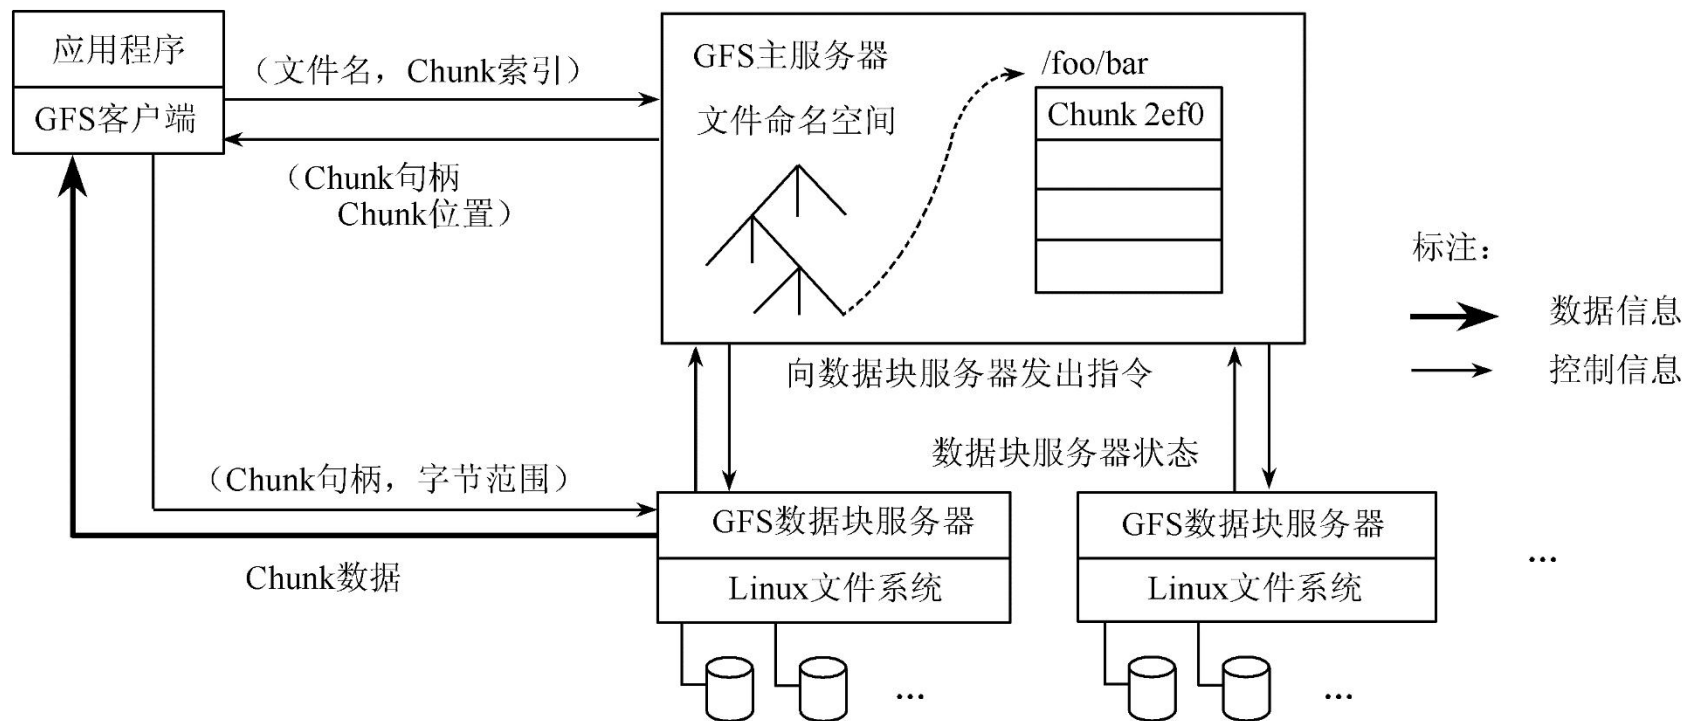 应用程序
GFS客户端
（文件名，Chunk索引）
（Chunk句柄
Chunk位置）
GFS主服务器
文件命名空间
/foo/bar
Chunk 2ef0
标注：
数据信息
控制信息
向数据块服务器发出指令
数据块服务器状态
（Chunk句柄，字节范围）
Chunk数据
GFS数据块服务器
Linux文件系统
...
GFS数据块服务器
Linux文件系统
...
...